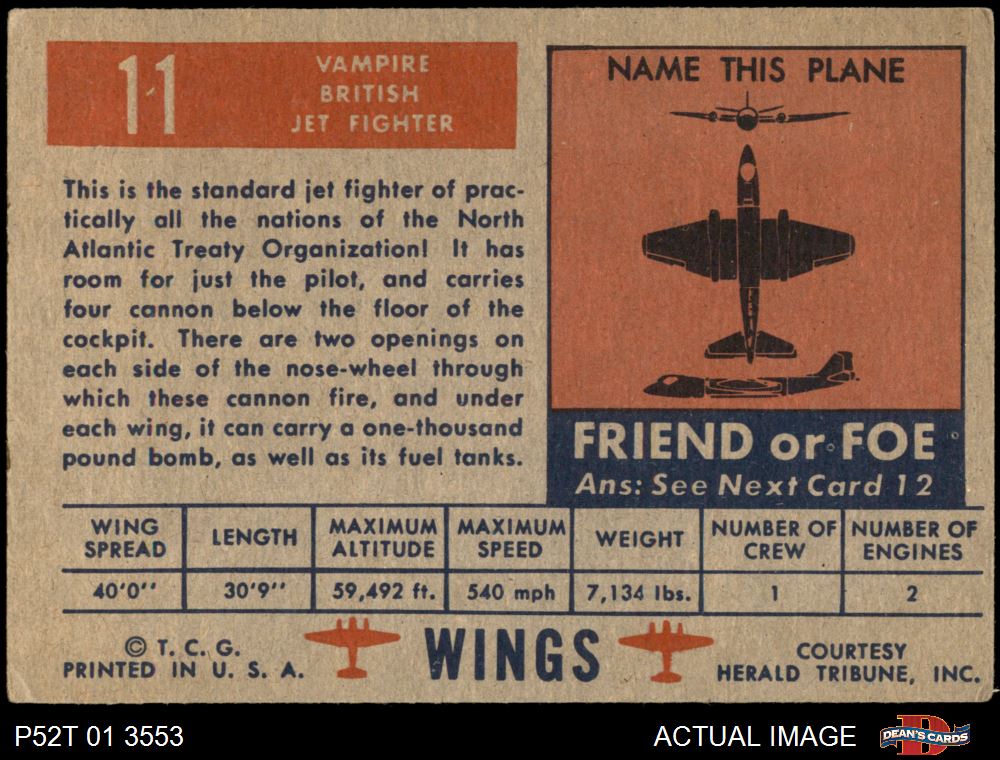 11
VAMPIRE
BRITISH
JET FIGHTER
This is the standard jet fighter of prac-
tically all the nations of the North
Atlantic Treaty Organization! It has
room for just the pilot, and carries
four cannon below the floor of the
cockpit. There are two openings on
each side of the nose-wheel through
which these cannon fire, and under
each wing, it can carry a one-thousand
pound bomb, as well as its fuel tanks.
NAME THIS PLANE
FRIEND or FOE
Ans: See Next Card 12
WING SPREAD LENGTH MAXIMUM ALTITUDE MAXIMUM SPEED WEIGHT NUMBER OF CREW NUMBER OF ENGINES
40'0'' 30'9'' 59,492 ft. 540 mph 7,134 lbs. 1 2
© T. C. G.
PRINTED IN U. S. A.
WINGS
COURTESY
HERALD TRIBUNE, INC.
P52T 01 3553
ACTUAL IMAGE
D
DEAN'S CARDS